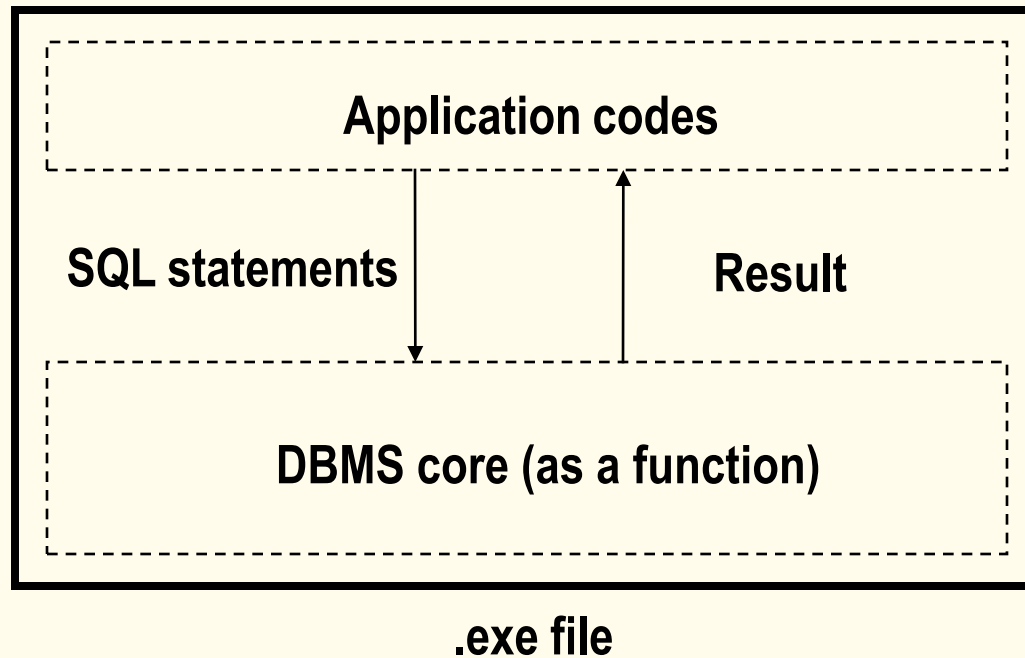 Application codes
SQL statements
Result
DBMS core (as a function)
.exe file